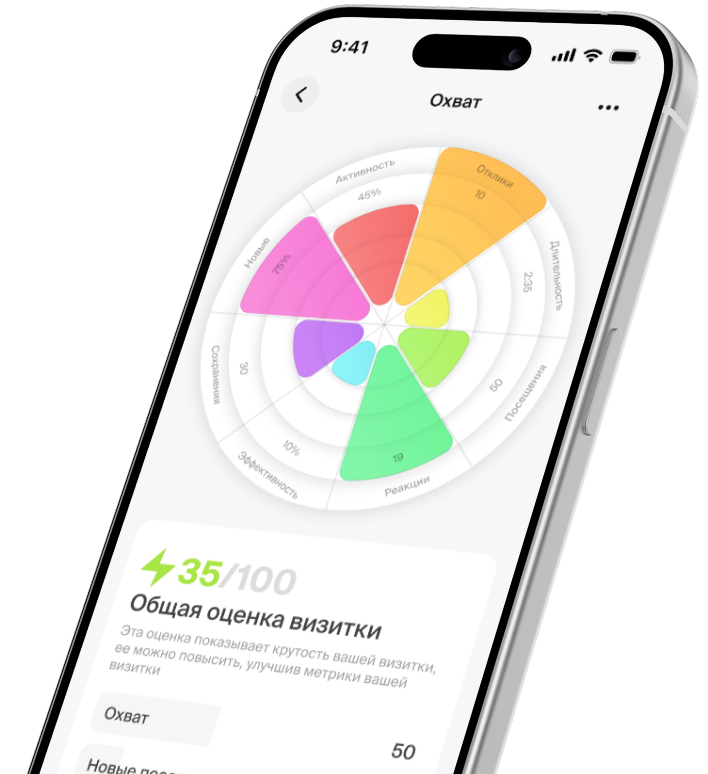 9:41
Охват
Активность
45%
Отклики
10
Длительность
2:35
Посещения
50
Реакции
19
Эффективность
10%
Сохранения
30
Новые
75%
35/100
Общая оценка визитки
Эта оценка показывает крутость вашей визитки,
ее можно повысить, улучшив метрики вашей
визитки
Охват
50
Новые